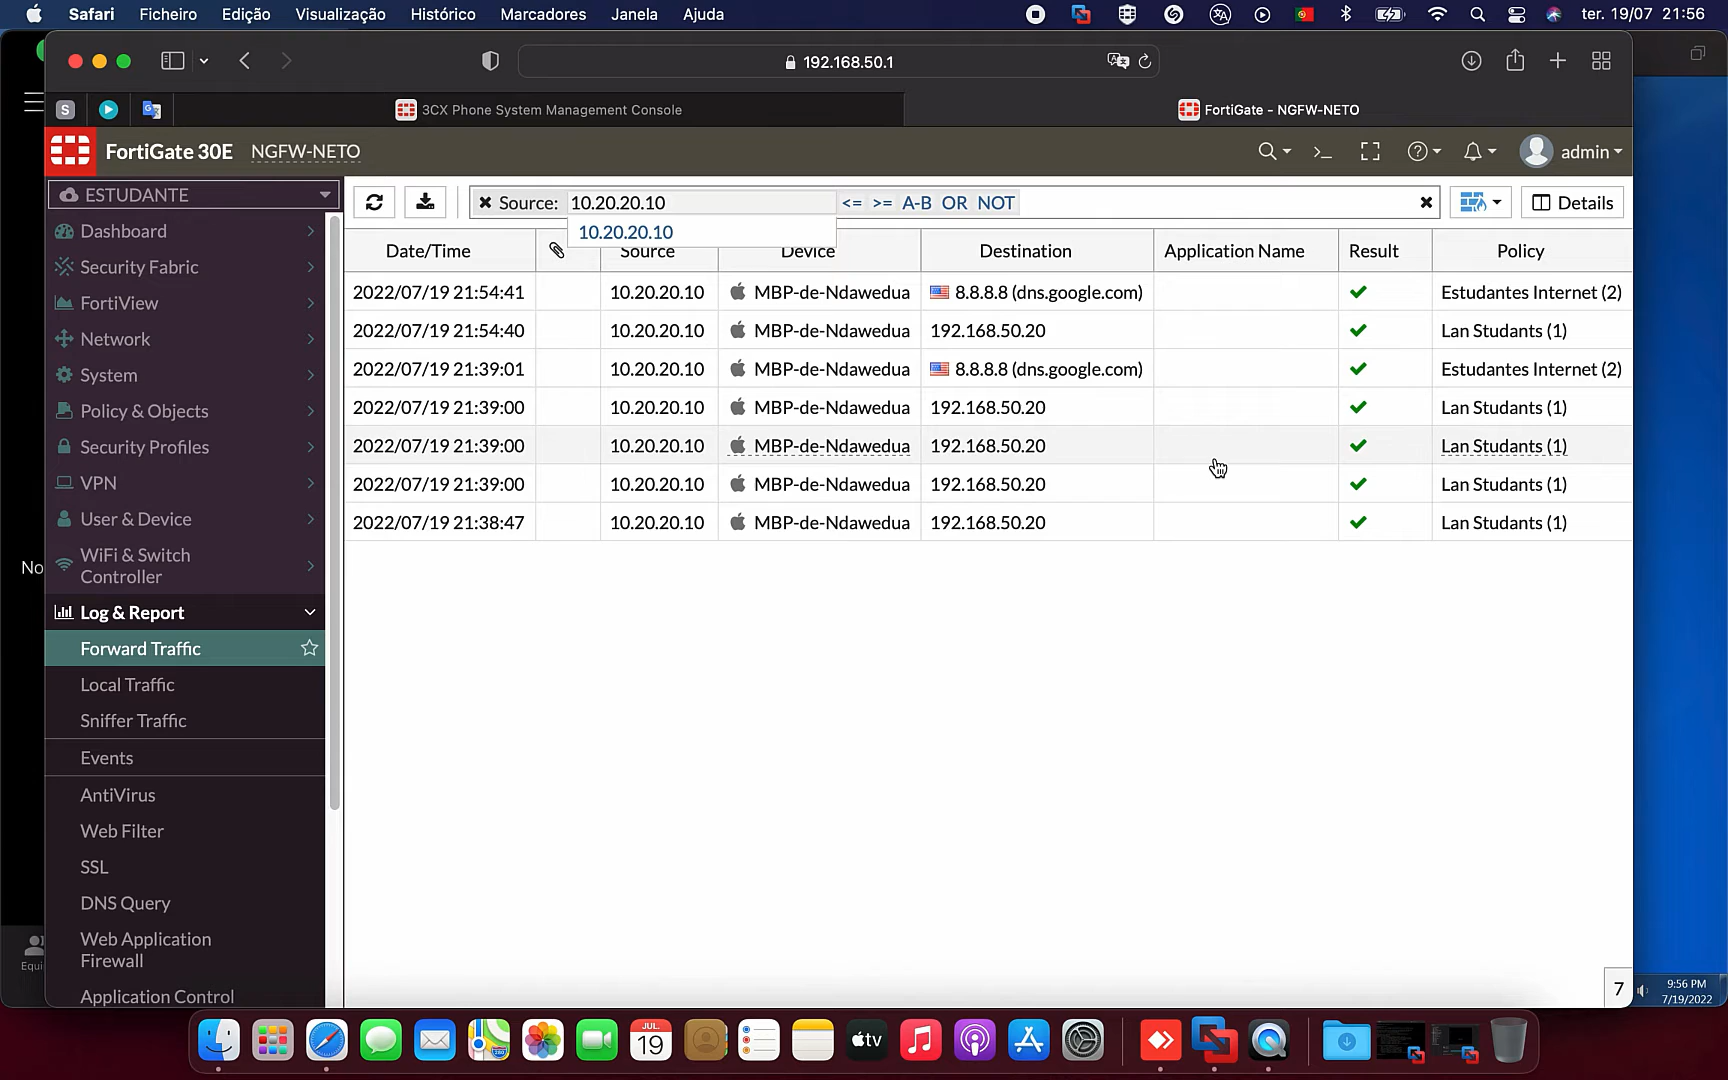 Safari Ficheiro Edição Visualização Histórico Marcadores Janela Ajuda ter. 19/07 21:56
192.168.50.1
S 3CX Phone System Management Console FortiGate - NGFW-NETO
FortiGate 30E NGFW-NETO >_ admin
ESTUDANTE
Dashboard
Security Fabric
FortiView
Network
System
Policy & Objects
Security Profiles
VPN
User & Device
WiFi & Switch
Controller
Log & Report
Forward Traffic
Local Traffic
Sniffer Traffic
Events
AntiVirus
Web Filter
SSL
DNS Query
Web Application
Firewall
Application Control
Source: 10.20.20.10 <= >= A-B OR NOT Details
10.20.20.10
Date/Time Source Device Destination Application Name Result Policy
2022/07/19 21:54:41 10.20.20.10 MBP-de-Ndawedua 8.8.8.8 (dns.google.com) Estudantes Internet (2)
2022/07/19 21:54:40 10.20.20.10 MBP-de-Ndawedua 192.168.50.20 Lan Studants (1)
2022/07/19 21:39:01 10.20.20.10 MBP-de-Ndawedua 8.8.8.8 (dns.google.com) Estudantes Internet (2)
2022/07/19 21:39:00 10.20.20.10 MBP-de-Ndawedua 192.168.50.20 Lan Studants (1)
2022/07/19 21:39:00 10.20.20.10 MBP-de-Ndawedua 192.168.50.20 Lan Studants (1)
2022/07/19 21:39:00 10.20.20.10 MBP-de-Ndawedua 192.168.50.20 Lan Studants (1)
2022/07/19 21:38:47 10.20.20.10 MBP-de-Ndawedua 192.168.50.20 Lan Studants (1)
7
No
Equi
9:56 PM
7/19/2022
JUL.
19
tv